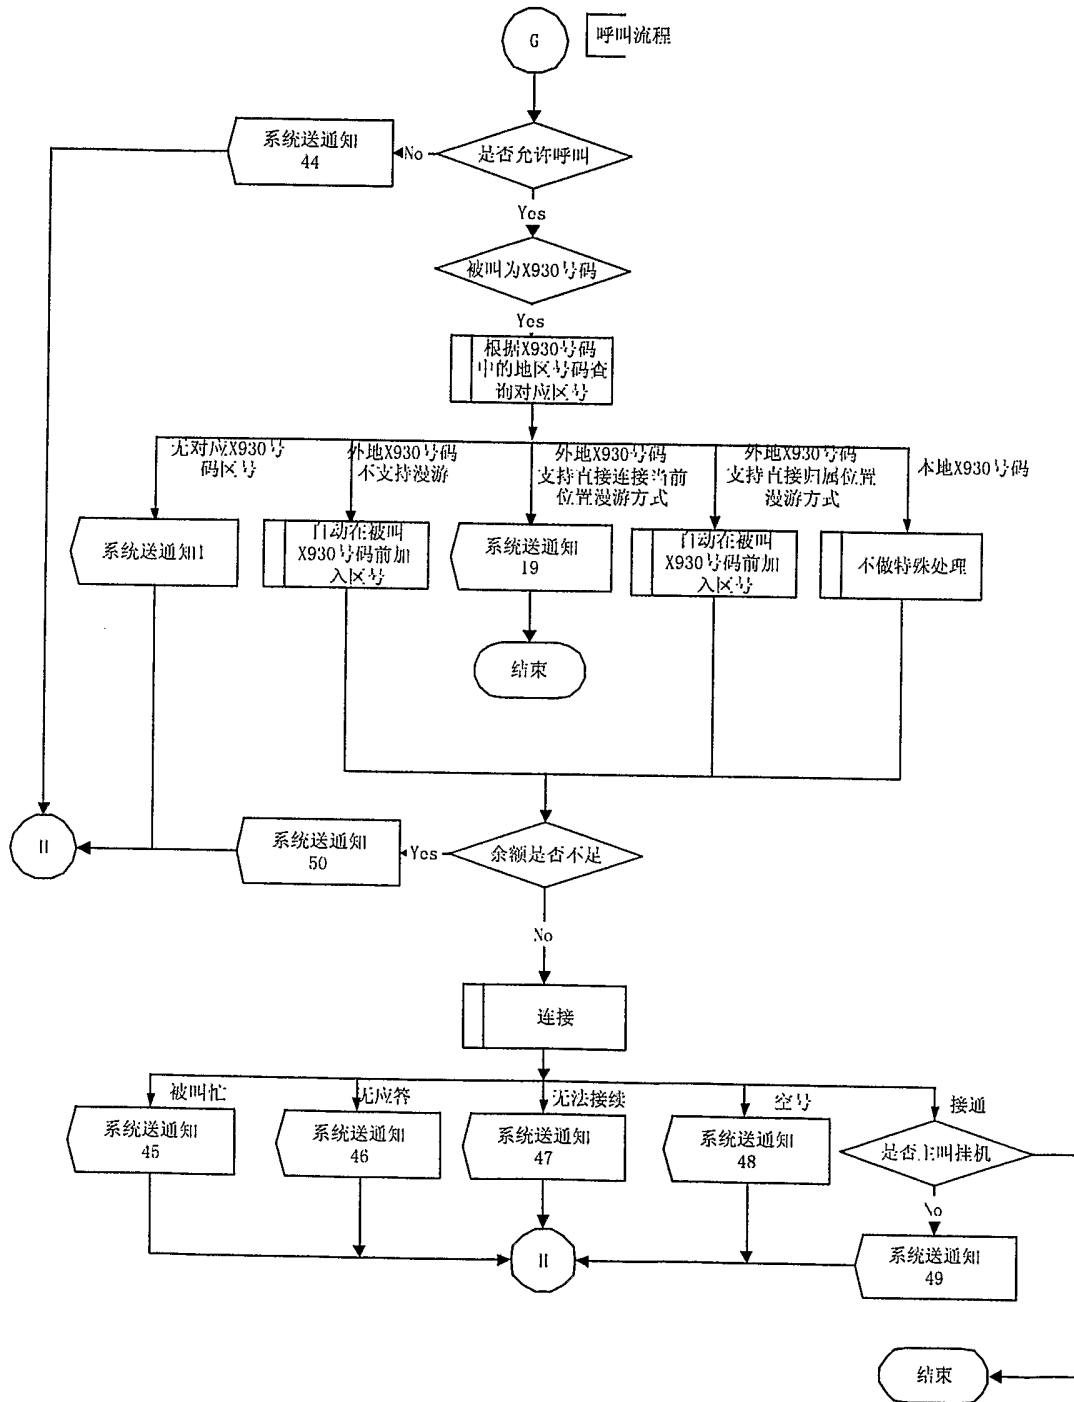 G
呼叫流程
系统送通知
44
No
是否允许呼叫
Yes
被叫为X930号码
Yes
根据X930号码
中的地区号码查
询对应区号
无对应X930号
码区号
外地X930号码
不支持漫游
外地X930号码
支持直接连接当前
位置漫游方式
外地X930号码
支持直接归属位置
漫游方式
本地X930号码
系统送通知1
自动在被叫
X930号码前加
入区号
系统送通知
19
自动在被叫
X930号码前加
入区号
不做特殊处理
结束
H
系统送通知
50
Yes
余额是否不足
No
连接
被叫忙
无应答
无法接续
空号
接通
系统送通知
45
系统送通知
46
系统送通知
47
系统送通知
48
是否主叫挂机
No
H
系统送通知
49
结束